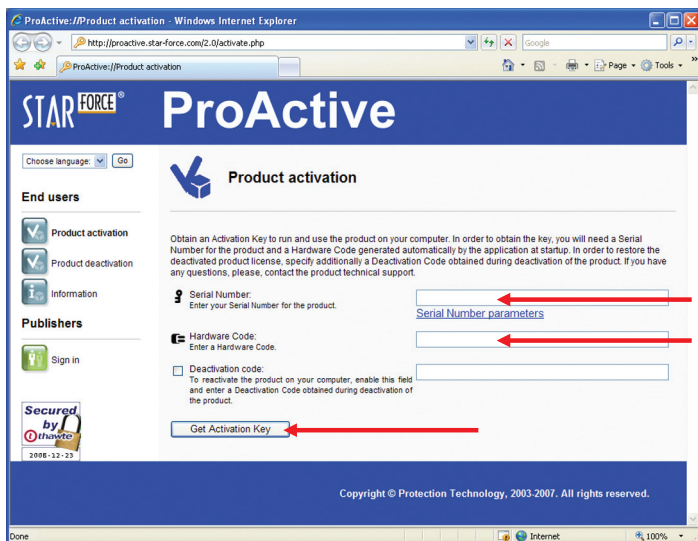 ProActive://Product activation - Windows Internet Explorer
http://proactive.star-force.com/2.0/activate.php
Google
ProActive://Product activation
Page
Tools
»
STAR FORCE®
ProActive
Choose language:
Go
Product activation
End users
Product activation
Obtain an Activation Key to run and use the product on your computer. In order to obtain the key, you will need a Serial
Number for the product and a Hardware Code generated automatically by the application at startup. In order to restore the
deactivated product license, specify additionally a Deactivation Code obtained during deactivation of the product. If you have
any questions, please, contact the product technical support.
Product deactivation
Information
Serial Number:
Enter your Serial Number for the product.
Serial Number parameters
Publishers
Sign in
Hardware Code:
Enter a Hardware Code.
Deactivation code:
To reactivate the product on your computer, enable this field
and enter a Deactivation Code obtained during deactivation of
the product.
Get Activation Key
Secured
by
thawte
2008-12-23
Copyright © Protection Technology, 2003-2007. All rights reserved.
Done
Internet
100%